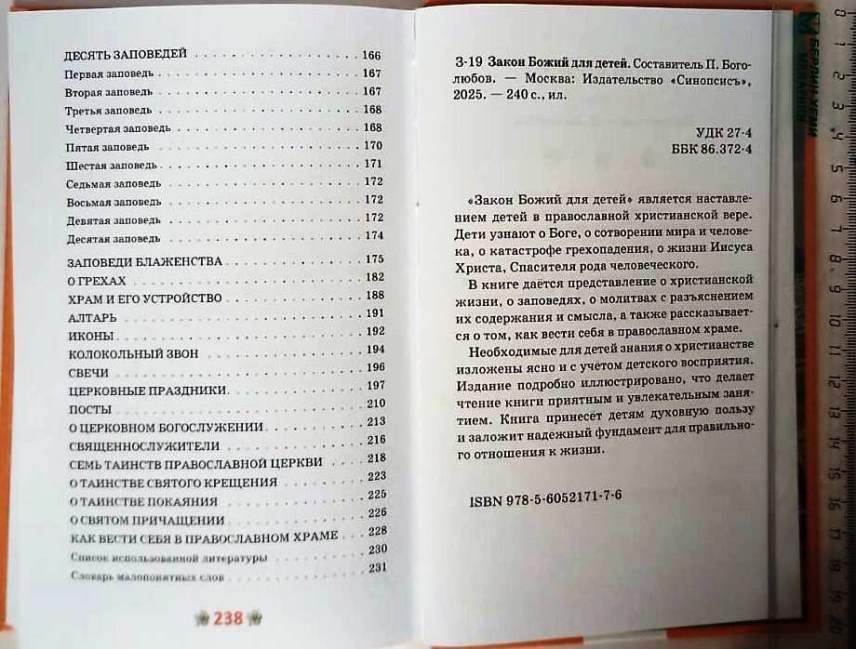 ДЕСЯТЬ ЗАПОВЕДЕЙ . . . . . . . . . . . . . . . . . . . 166
Первая заповедь . . . . . . . . . . . . . . . . . . . 167
Вторая заповедь . . . . . . . . . . . . . . . . . . . 167
Третья заповедь . . . . . . . . . . . . . . . . . . . 168
Четвертая заповедь . . . . . . . . . . . . . . . . . . . 168
Пятая заповедь . . . . . . . . . . . . . . . . . . . 170
Шестая заповедь . . . . . . . . . . . . . . . . . . . 171
Седьмая заповедь . . . . . . . . . . . . . . . . . . . 172
Восьмая заповедь . . . . . . . . . . . . . . . . . . . 172
Девятая заповедь . . . . . . . . . . . . . . . . . . . 172
Десятая заповедь . . . . . . . . . . . . . . . . . . . 174
ЗАПОВЕДИ БЛАЖЕНСТВА . . . . . . . . . . . . . . . 175
О ГРЕХАХ . . . . . . . . . . . . . . . . . . . 182
ХРАМ И ЕГО УСТРОЙСТВО . . . . . . . . . . . . . . . 188
АЛТАРЬ . . . . . . . . . . . . . . . . . . . 191
ИКОНЫ . . . . . . . . . . . . . . . . . . . 192
КОЛОКОЛЬНЫЙ ЗВОН . . . . . . . . . . . . . . . 194
СВЕЧИ . . . . . . . . . . . . . . . . . . . 196
ЦЕРКОВНЫЕ ПРАЗДНИКИ . . . . . . . . . . . . . . . 197
ПОСТЫ . . . . . . . . . . . . . . . . . . . 210
О ЦЕРКОВНОМ БОГОСЛУЖЕНИИ . . . . . . . . . . . 213
СВЯЩЕННОСЛУЖИТЕЛИ . . . . . . . . . . . . . . . 216
СЕМЬ ТАИНСТВ ПРАВОСЛАВНОЙ ЦЕРКВИ . . . . 218
О ТАИНСТВЕ СВЯТОГО КРЕЩЕНИЯ . . . . . . . . . 223
О ТАИНСТВЕ ПОКАЯНИЯ . . . . . . . . . . . . . . . 225
О СВЯТОМ ПРИЧАЩЕНИИ . . . . . . . . . . . . . . . 226
КАК ВЕСТИ СЕБЯ В ПРАВОСЛАВНОМ ХРАМЕ . . . . 228
Список использованной литературы . . . . . . . . . . . 230
Словарь малопонятных слов . . . . . . . . . . . . . . . 231
238
З-19 Закон Божий для детей. Составитель П. Бого-
любов. — Москва: Издательство «Синопсисъ»,
2025. — 240 с., ил.
УДК 27-4
ББК 86.372-4
«Закон Божий для детей» является наставле-
нием детей в православной христианской вере.
Дети узнают о Боге, о сотворении мира и челове-
ка, о катастрофе грехопадения, о жизни Иисуса
Христа, Спасителя рода человеческого.
В книге даётся представление о христианской
жизни, о заповедях, о молитвах с разъяснением
их содержания и смысла, а также рассказывает-
ся о том, как вести себя в православном храме.
Необходимые для детей знания о христианстве
изложены ясно и с учётом детского восприятия.
Издание подробно иллюстрировано, что делает
чтение книги приятным и увлекательным заня-
тием. Книга принесёт детям духовную пользу
и заложит надежный фундамент для правильно-
го отношения к жизни.
ISBN 978-5-6052171-7-6
БЕРЛИН-ХЕМИ